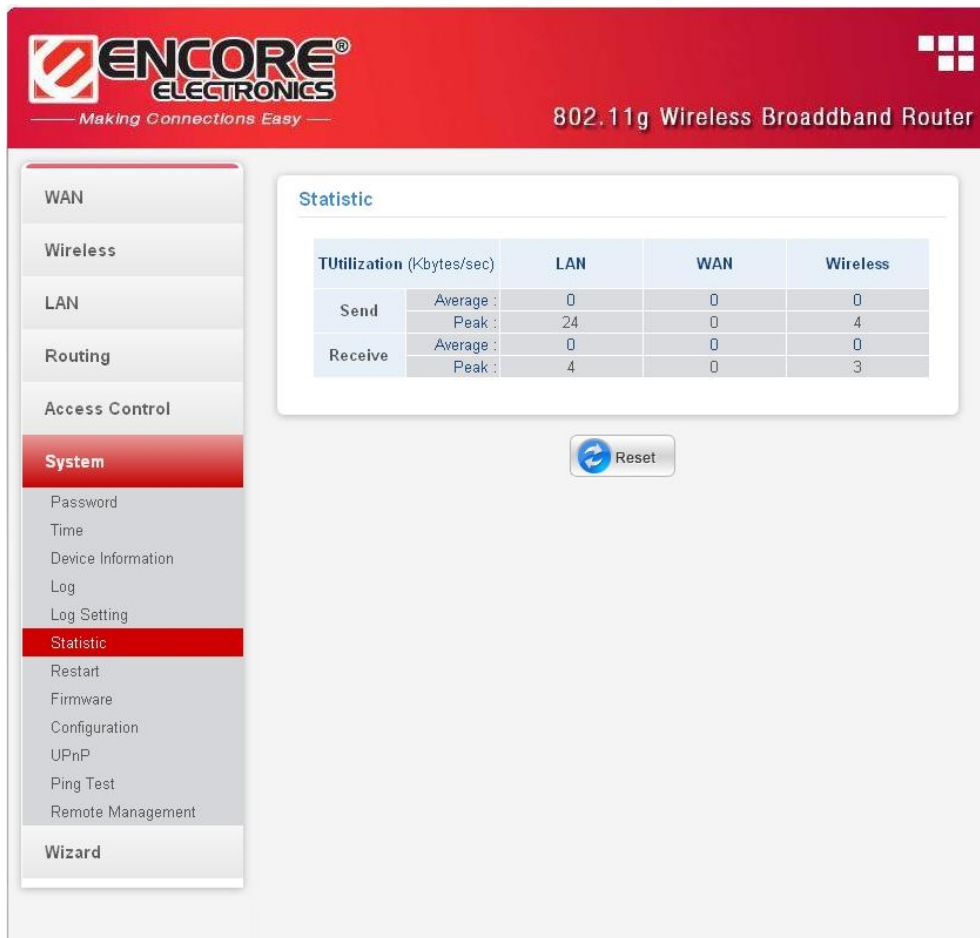 ENCORE®
ELECTRONICS
Making Connections Easy
802.11g Wireless Broaddband Router
WAN
Wireless
LAN
Routing
Access Control
System
Password
Time
Device Information
Log
Log Setting
Statistic
Restart
Firmware
Configuration
UPnP
Ping Test
Remote Management
Wizard
Statistic
TUtilization (Kbytes/sec) LAN WAN Wireless
Send Average : 0 0 0
Peak : 24 0 4
Receive Average : 0 0 0
Peak : 4 0 3
Reset